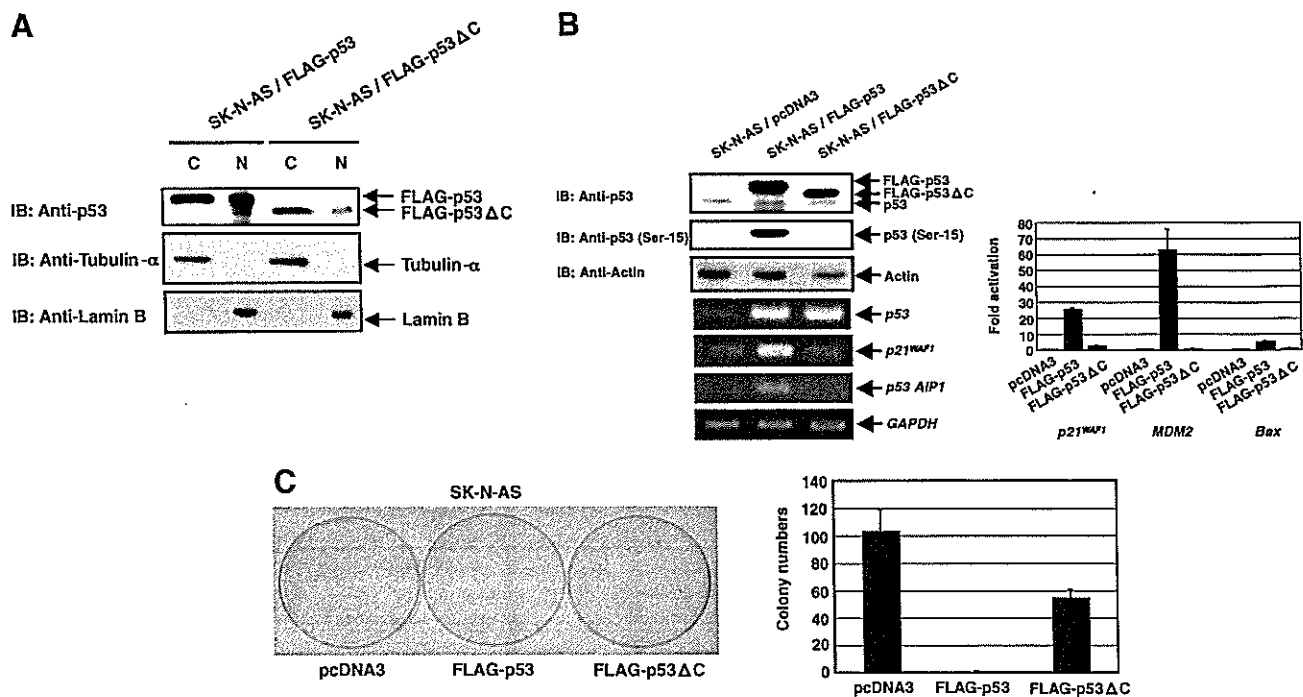 A
SK-N-AS / FLAG-p53
SK-N-AS / FLAG-p53ΔC
C N C N
IB: Anti-p53
FLAG-p53
FLAG-p53ΔC
IB: Anti-Tubulin-α
Tubulin-α
IB: Anti-Lamin B
Lamin B
B
SK-N-AS / pcDNA3
SK-N-AS / FLAG-p53
SK-N-AS / FLAG-p53ΔC
IB: Anti-p53
FLAG-p53
FLAG-p53ΔC
p53
IB: Anti-p53 (Ser-15)
p53 (Ser-15)
IB: Anti-Actin
Actin
p53
p21WAF1
p53 AIP1
GAPDH
Fold activation
80
70
60
50
40
30
20
10
0
pcDNA3
FLAG-p53
FLAG-p53ΔC
pcDNA3
FLAG-p53
FLAG-p53ΔC
pcDNA3
FLAG-p53
FLAG-p53ΔC
p21WAF1 MDM2 Bax
C
SK-N-AS
pcDNA3 FLAG-p53 FLAG-p53ΔC
Colony numbers
140
120
100
80
60
40
20
0
pcDNA3 FLAG-p53 FLAG-p53ΔC